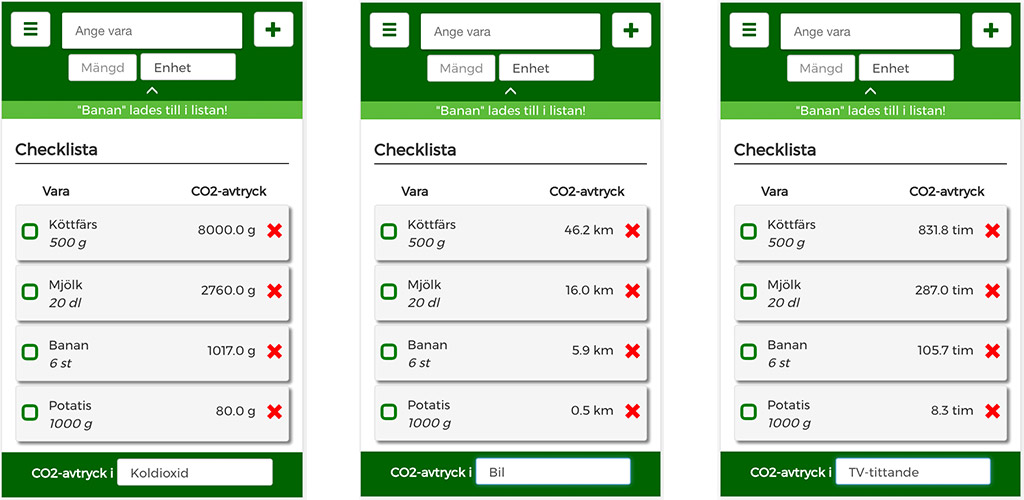 Ange vara
Mängd Enhet
"Banan" lades till i listan!
Checklista
Vara CO2-avtryck
Köttfärs
500 g
8000.0 g
Mjölk
20 dl
2760.0 g
Banan
6 st
1017.0 g
Potatis
1000 g
80.0 g
CO2-avtryck i Koldioxid
Ange vara
Mängd Enhet
"Banan" lades till i listan!
Checklista
Vara CO2-avtryck
Köttfärs
500 g
46.2 km
Mjölk
20 dl
16.0 km
Banan
6 st
5.9 km
Potatis
1000 g
0.5 km
CO2-avtryck i Bil
Ange vara
Mängd Enhet
"Banan" lades till i listan!
Checklista
Vara CO2-avtryck
Köttfärs
500 g
831.8 tim
Mjölk
20 dl
287.0 tim
Banan
6 st
105.7 tim
Potatis
1000 g
8.3 tim
CO2-avtryck i TV-tittande